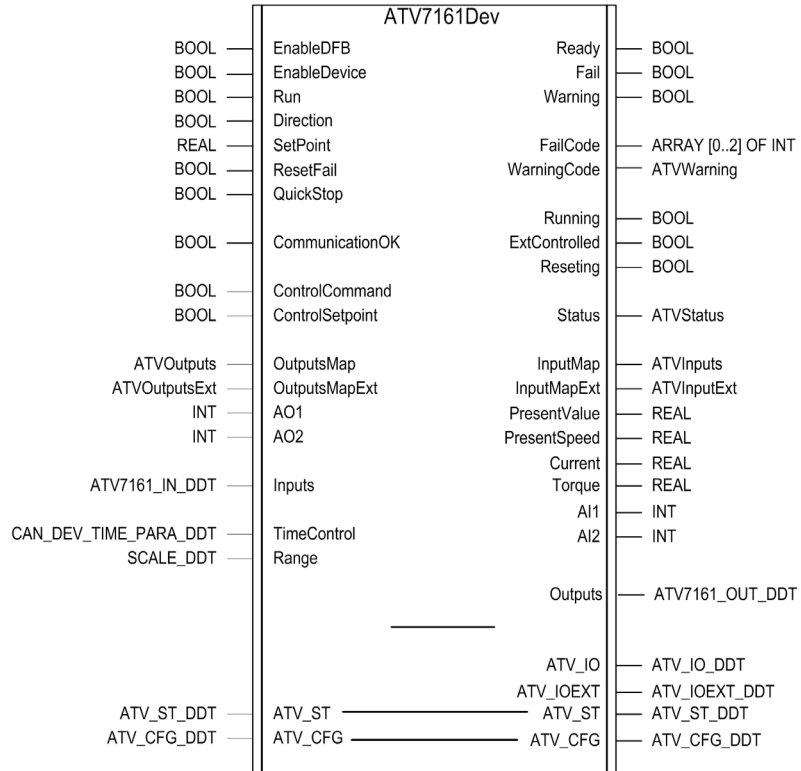 ATV7161Dev
BOOL EnableDFB Ready BOOL
BOOL EnableDevice Fail BOOL
BOOL Run Warning BOOL
BOOL Direction
REAL SetPoint FailCode ARRAY [0..2] OF INT
BOOL ResetFail WarningCode ATVWarning
BOOL QuickStop
Running BOOL
BOOL CommunicationOK ExtControlled BOOL
Reseting BOOL
BOOL ControlCommand
BOOL ControlSetpoint Status ATVStatus
ATVOutputs OutputsMap InputMap ATVInputs
ATVOutputsExt OutputsMapExt InputMapExt ATVInputExt
INT AO1 PresentValue REAL
INT AO2 PresentSpeed REAL
Current REAL
ATV7161_IN_DDT Inputs Torque REAL
AI1 INT
CAN_DEV_TIME_PARA_DDT TimeControl AI2 INT
SCALE_DDT Range
Outputs ATV7161_OUT_DDT
ATV_IO ATV_IO_DDT
ATV_IOEXT ATV_IOEXT_DDT
ATV_ST_DDT ATV_ST ATV_ST ATV_ST_DDT
ATV_CFG_DDT ATV_CFG ATV_CFG ATV_CFG_DDT